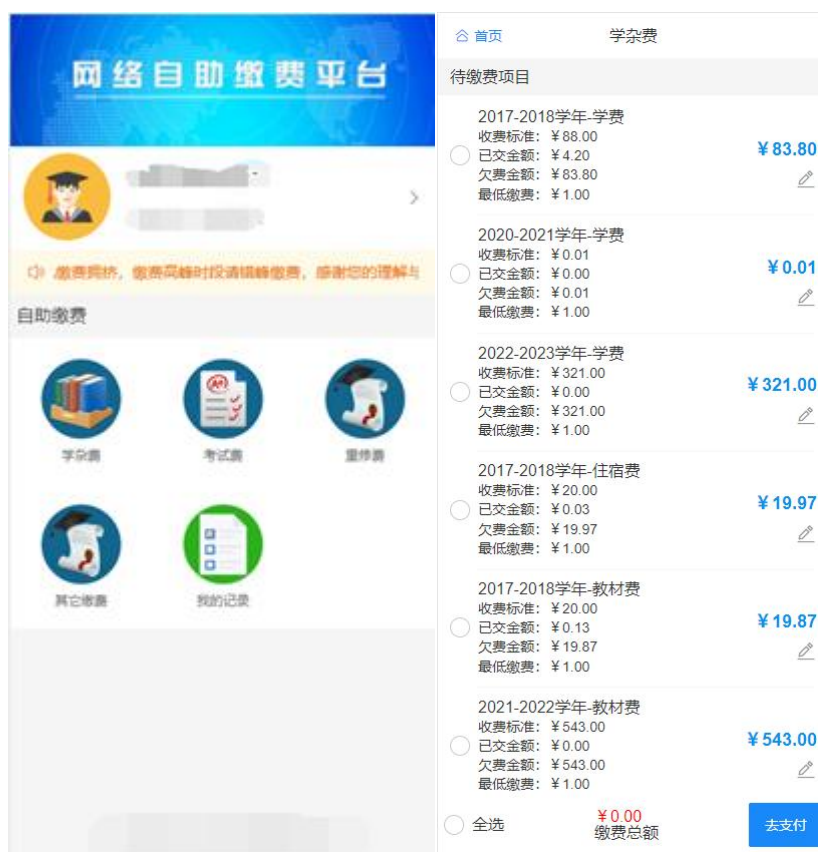 网络自助缴费平台
缴费拥挤，缴费高峰时段请错峰缴费，感谢您的理解与
自助缴费
学杂费
考试费
重修费
其它缴费
我的记录
首页
学杂费
待缴费项目
2017-2018学年-学费
收费标准：￥88.00
已交金额：￥4.20
欠费金额：￥83.80
最低缴费：￥1.00
￥83.80
2020-2021学年-学费
收费标准：￥0.01
已交金额：￥0.00
欠费金额：￥0.01
最低缴费：￥1.00
￥0.01
2022-2023学年-学费
收费标准：￥321.00
已交金额：￥0.00
欠费金额：￥321.00
最低缴费：￥1.00
￥321.00
2017-2018学年-住宿费
收费标准：￥20.00
已交金额：￥0.03
欠费金额：￥19.97
最低缴费：￥1.00
￥19.97
2017-2018学年-教材费
收费标准：￥20.00
已交金额：￥0.13
欠费金额：￥19.87
最低缴费：￥1.00
￥19.87
2021-2022学年-教材费
收费标准：￥543.00
已交金额：￥0.00
欠费金额：￥543.00
最低缴费：￥1.00
￥543.00
全选
￥0.00
缴费总额
去支付